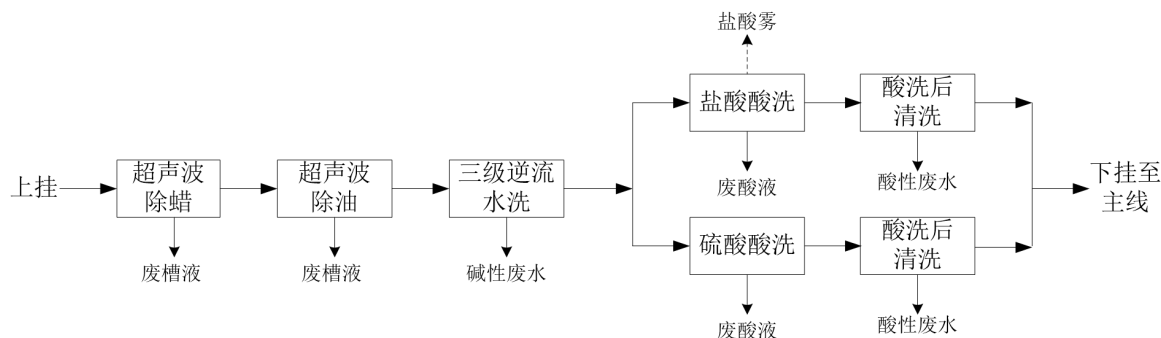 盐酸雾
盐酸酸洗
酸洗后
清洗
废酸液
酸性废水
上挂
超声波
除蜡
超声波
除油
三级逆流
水洗
下挂至
主线
废槽液
废槽液
碱性废水
硫酸酸洗
酸洗后
清洗
废酸液
酸性废水